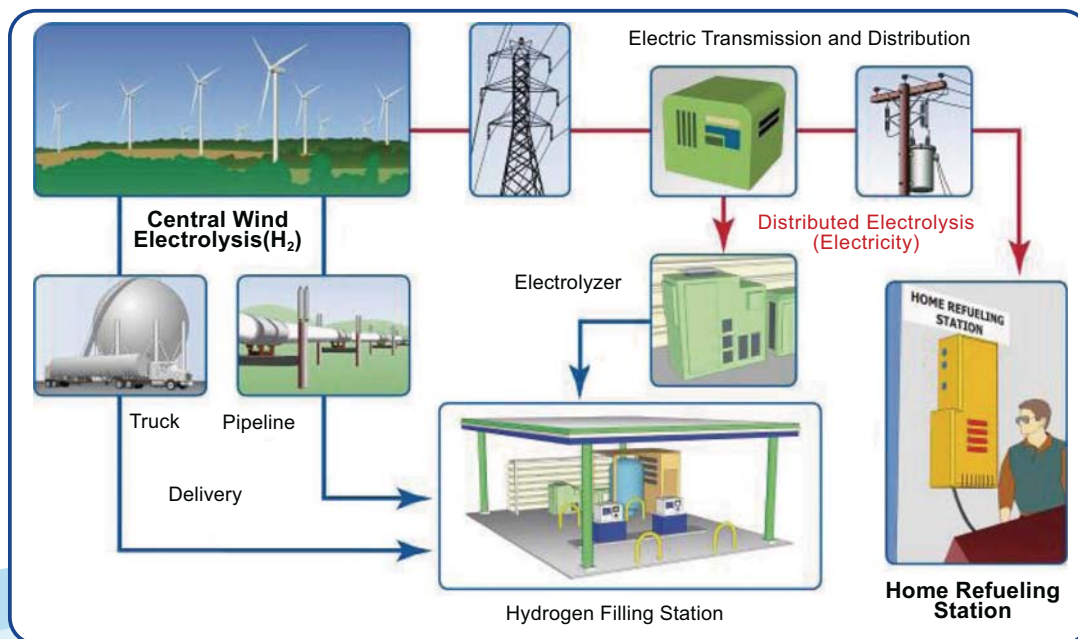 Electric Transmission and Distribution
Central Wind
Electrolysis(H₂)
Distributed Electrolysis
(Electricity)
Electrolyzer
HOME REFUELING
STATION
Truck
Pipeline
Delivery
Hydrogen Filling Station
Home Refueling
Station